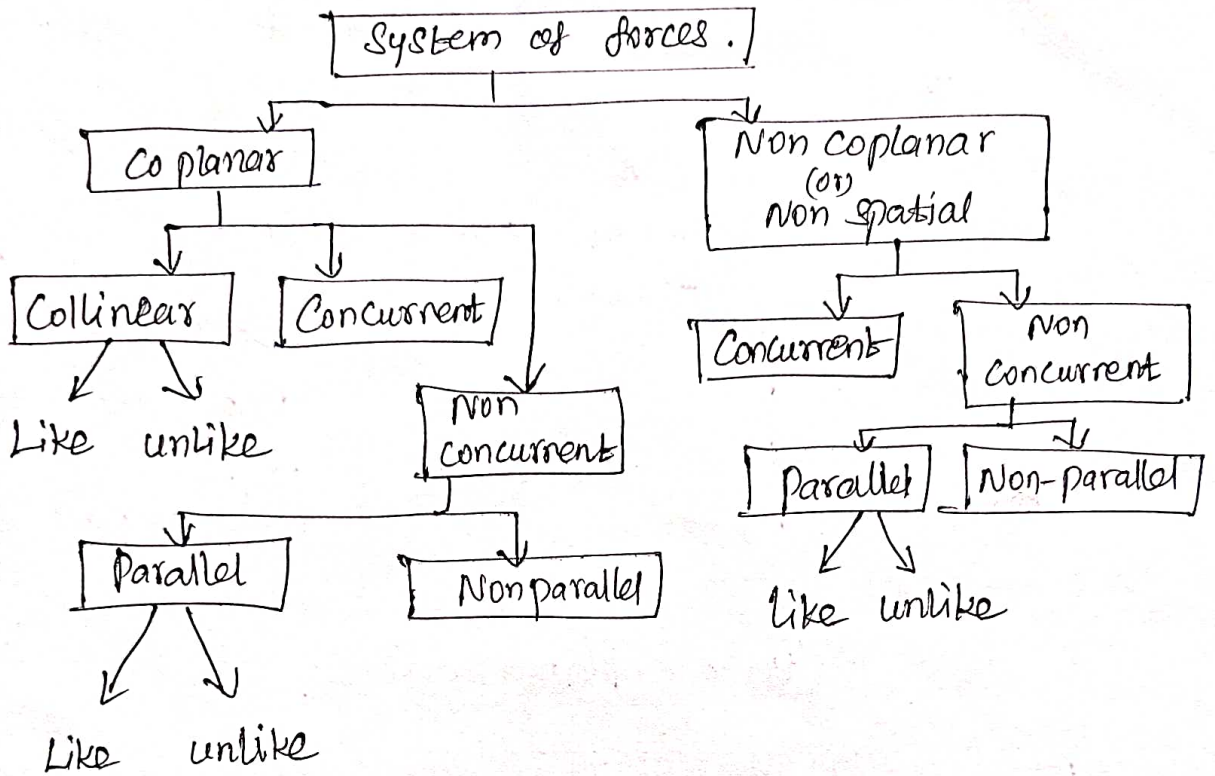 System of forces.
Co planar
Non coplanar
(or)
Non spatial
Collinear
Concurrent
Concurrent
Non
concurrent
Like unlike
Non
concurrent
Parallel
Non-parallel
Parallel
Nonparallel
like unlike
Like unlike